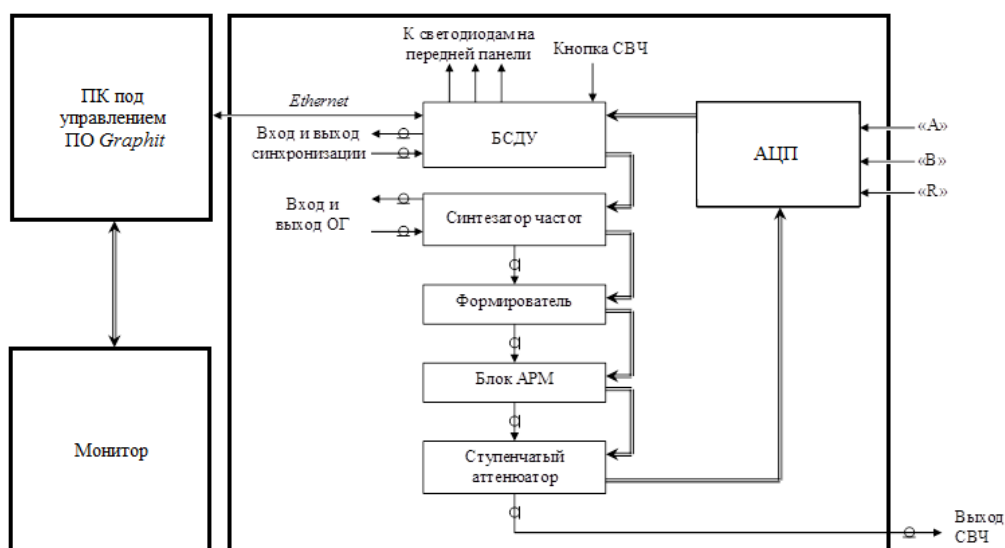 К светодиодам на
передней панели
Кнопка СВЧ
ПК под
управлением
ПО Graphit
Ethernet
БСДУ
Вход и выход
синхронизации
АЦП
«А»
«В»
«R»
Вход и
выход ОГ
Синтезатор частот
Формирователь
Блок АРМ
Монитор
Ступенчатый
аттенюатор
Выход
СВЧ